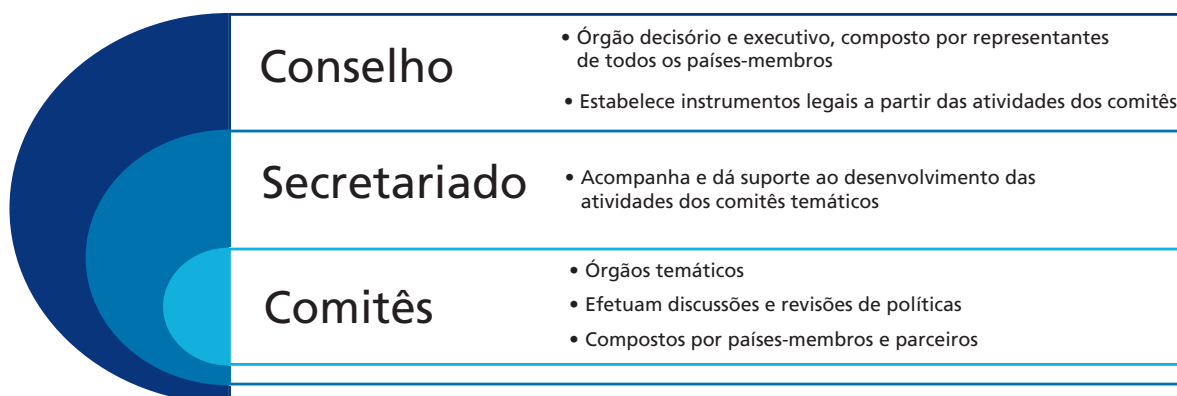 Conselho
• Órgão decisório e executivo, composto por representantes
de todos os países-membro
• Estabelece instrumentos legais a partir das atividades dos comitês
Secretariado
• Acompanha e dá suporte ao desenvolvimento das
atividades dos comitês temáticos
Comitês
• Órgãos temáticos
• Efetuam discussões e revisões de políticas
• Compostos por países-membros e parceiros